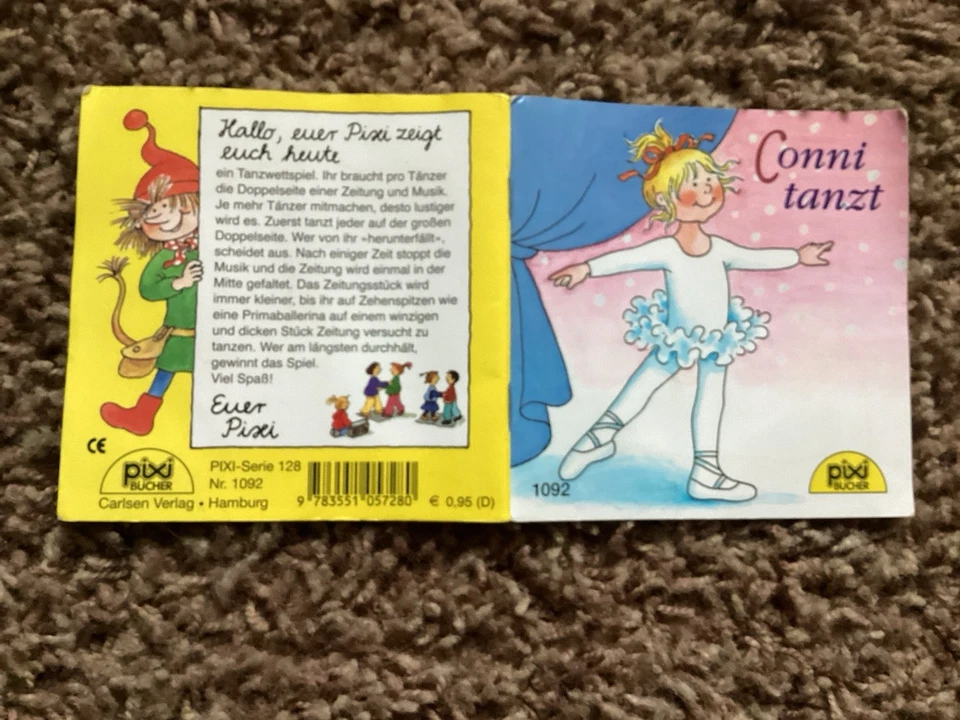 Hallo, euer Pixi zeigt
euch heute
ein Tanzwettspiel. Ihr braucht pro Tänzer
die Doppelseite einer Zeitung und Musik.
Je mehr Tänzer mitmachen, desto lustiger
wird es. Zuerst tanzt jeder auf der großen
Doppelseite. Wer von ihr »herunterfällt«,
scheidet aus. Nach einiger Zeit stoppt die
Musik und die Zeitung wird einmal in der
Mitte gefaltet. Das Zeitungsstück wird
immer kleiner, bis ihr auf Zehenspitzen wie
eine Primaballerina auf einem winzigen
und dicken Stück Zeitung versucht zu
tanzen. Wer am längsten durchhält,
gewinnt das Spiel.
Viel Spaß!
Euer
Pixi
CE
pixi
BÜCHER
Carlsen Verlag • Hamburg
PIXI-Serie 128
Nr. 1092
9 783551 057280
€ 0,95 (D)
Conni
tanzt
1092
pixi
BÜCHER